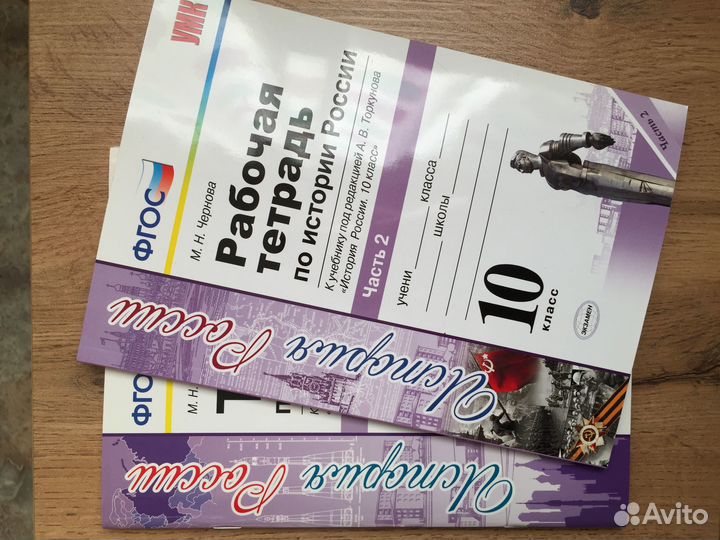 УМК
ФГОС
М. Н. Чернова
Рабочая
тетрадь
по истории России
К учебнику под редакцией А. В. Торкунова
«История России. 10 класс»
Часть 2
учени
класса
школы
10
класс
ЭКЗАМЕН
Часть 2
История России
ФГОС
М. Н.
Т
История России
Avito